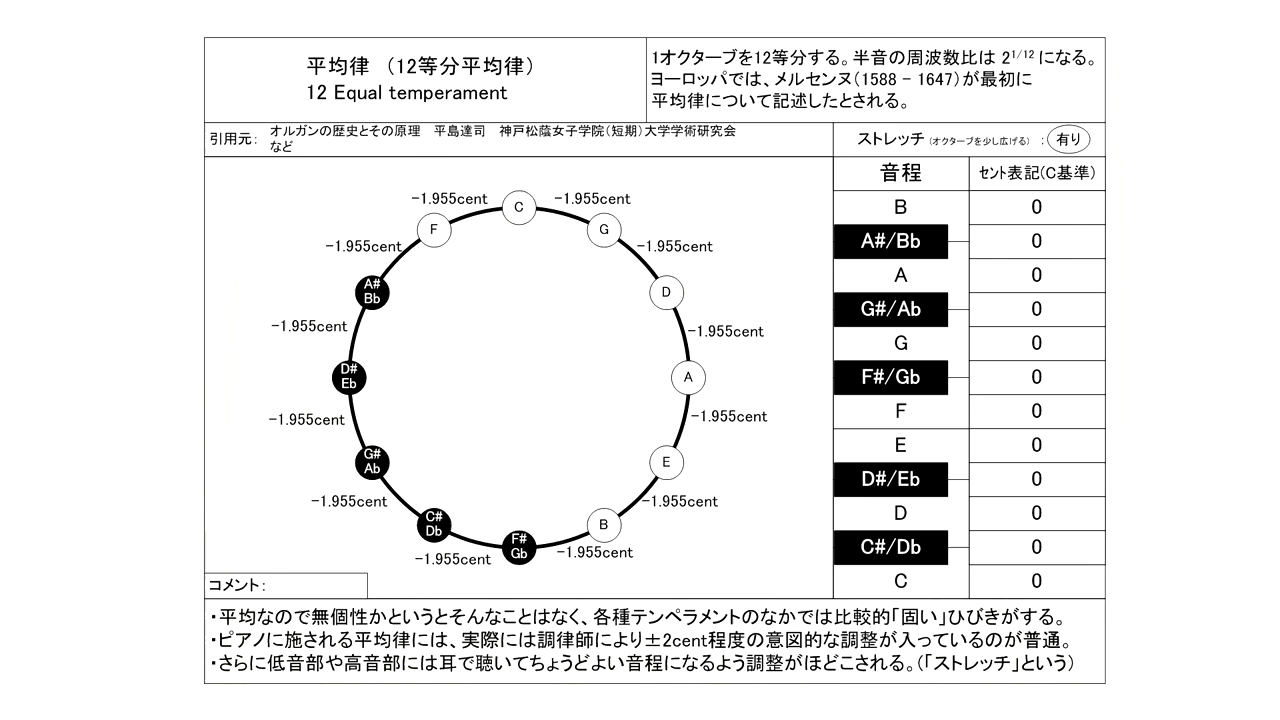 平均律 （12等分平均律）
12 Equal temperament
1オクターブを12等分する。半音の周波数比は 2^1/12 になる。
ヨーロッパでは、メルセンヌ（1588 - 1647）が最初に
平均律について記述したとされる。
引用元:
オルガンの歴史とその原理　平島達司　神戸松蔭女子学院（短期）大学学術研究会
など
ストレッチ （オクターブを少し広げる） : 有り
音程 セント表記（C基準）
B 0
A#/Bb 0
A 0
G#/Ab 0
G 0
F#/Gb 0
F 0
E 0
D#/Eb 0
D 0
C#/Db 0
C 0
C
-1.955cent
G
-1.955cent
D
-1.955cent
A
-1.955cent
E
-1.955cent
B
-1.955cent
F#
Gb
-1.955cent
C#
Db
-1.955cent
G#
Ab
-1.955cent
D#
Eb
-1.955cent
A#
Bb
-1.955cent
F
-1.955cent
コメント:
・平均なので無個性かというとそんなことはなく、各種テンペラメントのなかでは比較的「固い」ひびきがする。
・ピアノに施される平均律には、実際には調律師により±2cent程度の意図的な調整が入っているのが普通。
・さらに低音部や高音部には耳で聴いてちょうどよい音程になるよう調整がほどこされる。（「ストレッチ」という）